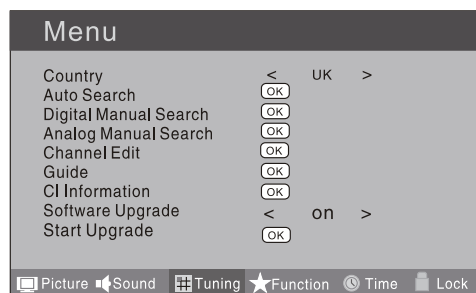 Menu
Country < UK >
Auto Search OK
Digital Manual Search OK
Analog Manual Search OK
Channel Edit OK
Guide OK
CI Information OK
Software Upgrade < on >
Start Upgrade OK
Picture Sound Tuning Function Time Lock